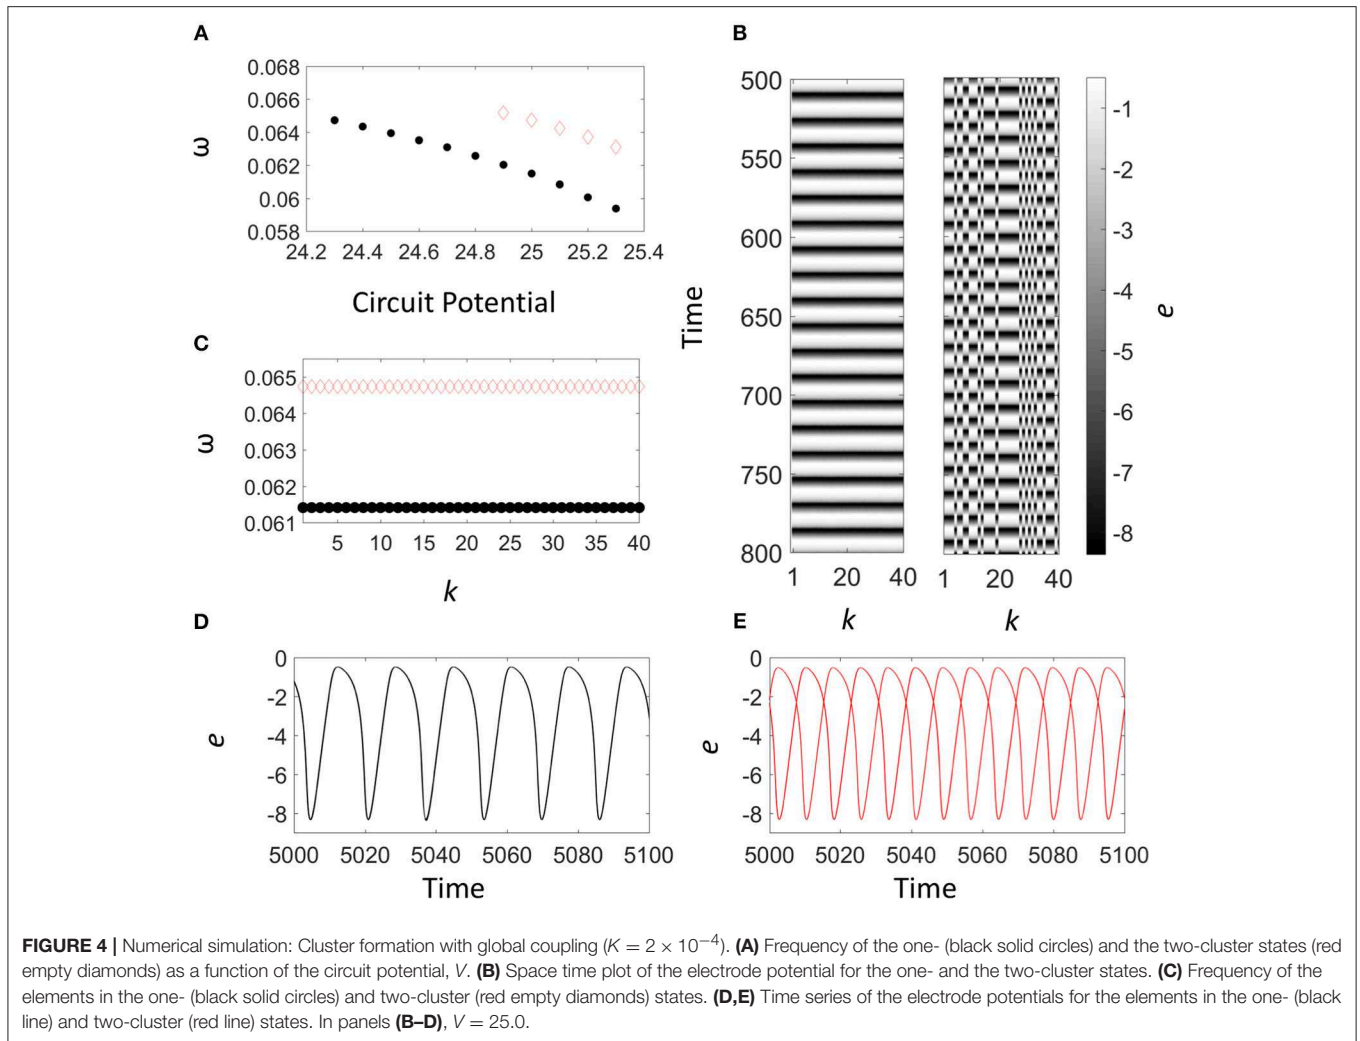 A
0.068
0.066
0.064
0.062
0.06
0.058
ω
24.2 24.4 24.6 24.8 25 25.2 25.4
Circuit Potential
B
500
550
600
650
700
750
800
Time
1 20 40
k
1 20 40
k
-1
-2
-3
-4
-5
-6
-7
-8
e
C
0.065
0.064
0.063
0.062
0.061
ω
5 10 15 20 25 30 35 40
k
D
0
-2
-4
-6
-8
e
5000 5020 5040 5060 5080 5100
Time
E
0
-2
-4
-6
-8
e
5000 5020 5040 5060 5080 5100
Time
FIGURE 4 | Numerical simulation: Cluster formation with global coupling (K = 2 × 10⁻⁴). (A) Frequency of the one- (black solid circles) and the two-cluster states (red
empty diamonds) as a function of the circuit potential, V. (B) Space time plot of the electrode potential for the one- and the two-cluster states. (C) Frequency of the
elements in the one- (black solid circles) and two-cluster (red empty diamonds) states. (D,E) Time series of the electrode potentials for the elements in the one- (black
line) and two-cluster (red line) states. In panels (B–D), V = 25.0.